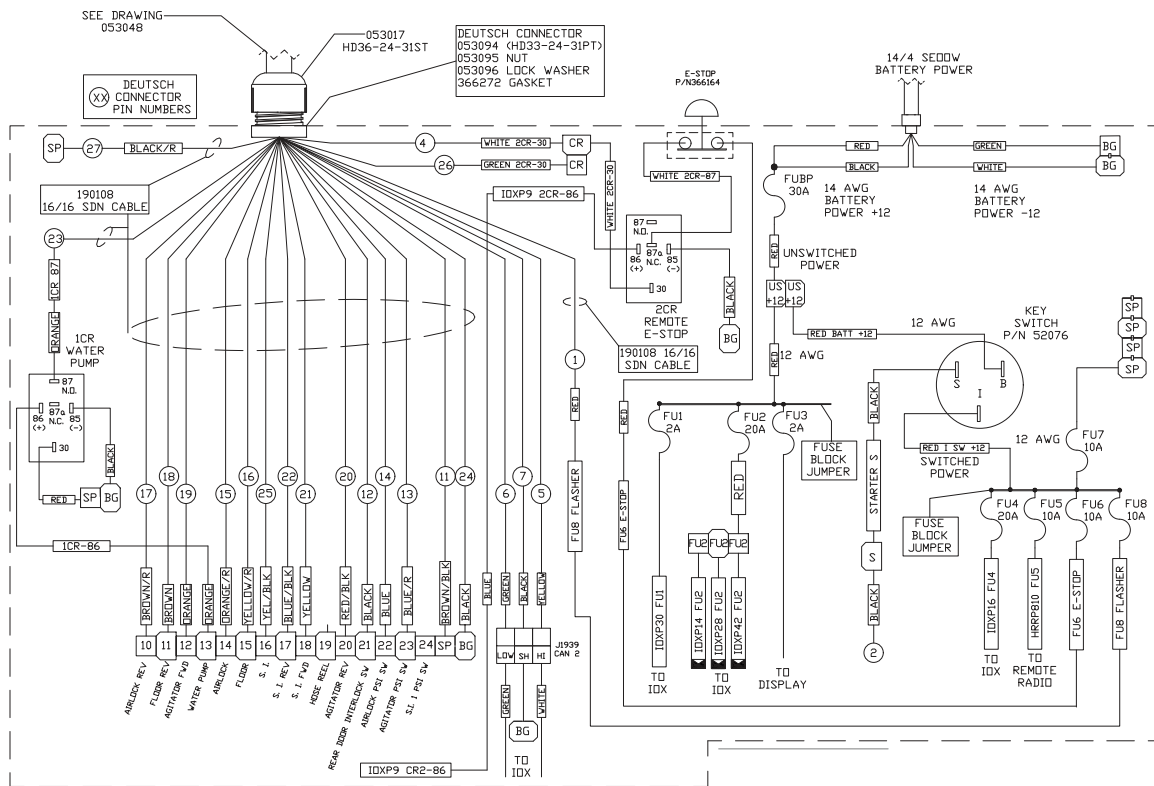 SEE DRAWING
053048
053017
HD36-24-31ST
DEUTSCH CONNECTOR
053094 (HD33-24-31PT)
053095 NUT
053096 LOCK WASHER
366272 GASKET
XX
DEUTSCH
CONNECTOR
PIN NUMBERS
E-STOP
P/N366164
14/4 SEOOW
BATTERY POWER
SP
27
BLACK/R
4
WHITE 2CR-30
CR
26
GREEN 2CR-30
CR
RED
GREEN
BG
BLACK
WHITE
BG
FUBP
30A
14 AWG
BATTERY
POWER +12
14 AWG
BATTERY
POWER -12
WHITE 2CR-87
IOXP9 2CR-86
WHITE 2CR-30
190108
16/16 SDN CABLE
23
1CR 87
ORANGE
1CR
WATER
PUMP
87
N.O.
86
(+)
87a
N.C.
85
(-)
30
BLACK
RED
SP
BG
1CR-86
87
N.O.
86
(+)
87a
N.C.
85
(-)
30
BLACK
BG
2CR
REMOTE
E-STOP
190108 16/16
SDN CABLE
RED
UNSWITCHED
POWER
US
+12
US
+12
RED BATT +12
12 AWG
KEY
SWITCH
P/N 52076
S
B
I
SP
SP
SP
SP
RED
12 AWG
1
RED
FU8 FLASHER
RED
FU6 E-STOP
FU1
2A
FU2
20A
FU3
2A
FUSE
BLOCK
JUMPER
RED
FU2
FU2
FU2
IOXP30 FU1
IOXP14 FU2
IOXP28 FU2
IOXP42 FU2
TO
IOX
TO
IOX
TO
DISPLAY
BLACK
STARTER S
S
BLACK
2
RED I SW +12
SWITCHED
POWER
12 AWG
FU7
10A
FUSE
BLOCK
JUMPER
FU4
20A
FU5
10A
FU6
10A
FU8
10A
IOXP16 FU4
HRRP810 FU5
FU6 E-STOP
FU8 FLASHER
TO
IOX
TO
REMOTE
RADIO
17
18
19
15
16
25
22
21
20
12
14
13
11
24
6
7
5
BROWN/R
BROWN
ORANGE
ORANGE
ORANGE/R
YELLOW/R
YEL/BLK
BLUE/BLK
YELLOW
RED/BLK
BLACK
BLUE
BLUE/R
BROWN/BLK
BLACK
BLUE
GREEN
BLACK
YELLOW
10
11
12
13
14
15
16
17
18
19
20
21
22
23
24
SP
BG
AIRLOCK REV
FLOOR REV
AGITATOR FWD
WATER PUMP
AIRLOCK
FLOOR
S. I.
S. I. REV
S. I. FWD
HOSE REEL
AGITATOR REV
REAR DOOR INTERLOCK SW
AIRLOCK PSI SW
AGITATOR PSI SW
S.I. 1 PSI SW
LOW
SH
HI
J1939
CAN 2
GREEN
WHITE
BG
TO
IOX
IOXP9 CR2-86